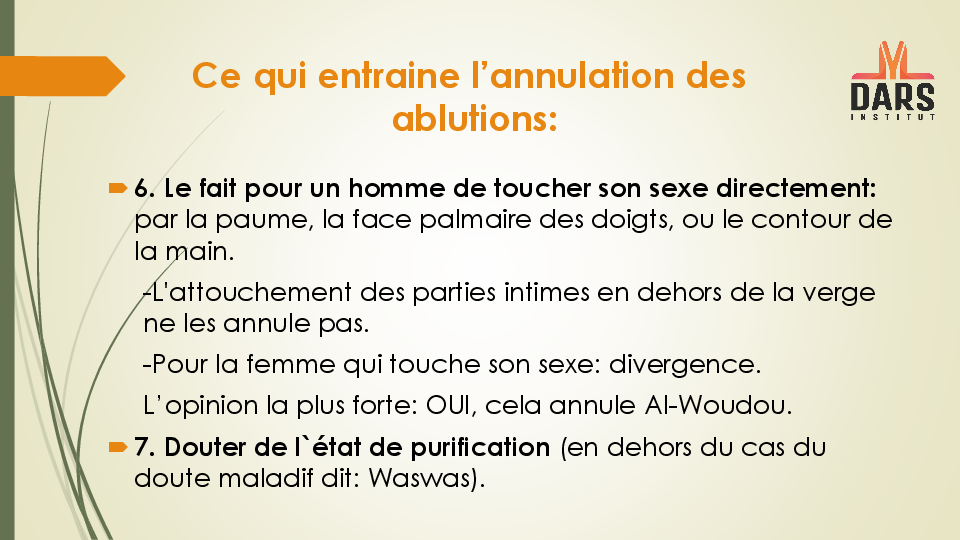 Ce qui entraine l’annulation des
ablutions:
DARS
INSTITUT
6. Le fait pour un homme de toucher son sexe directement:
par la paume, la face palmaire des doigts, ou le contour de
la main.
-L'attouchement des parties intimes en dehors de la verge
ne les annule pas.
-Pour la femme qui touche son sexe: divergence.
L’opinion la plus forte: OUI, cela annule Al-Woudou.
7. Douter de l`état de purification (en dehors du cas du
doute maladif dit: Waswas).